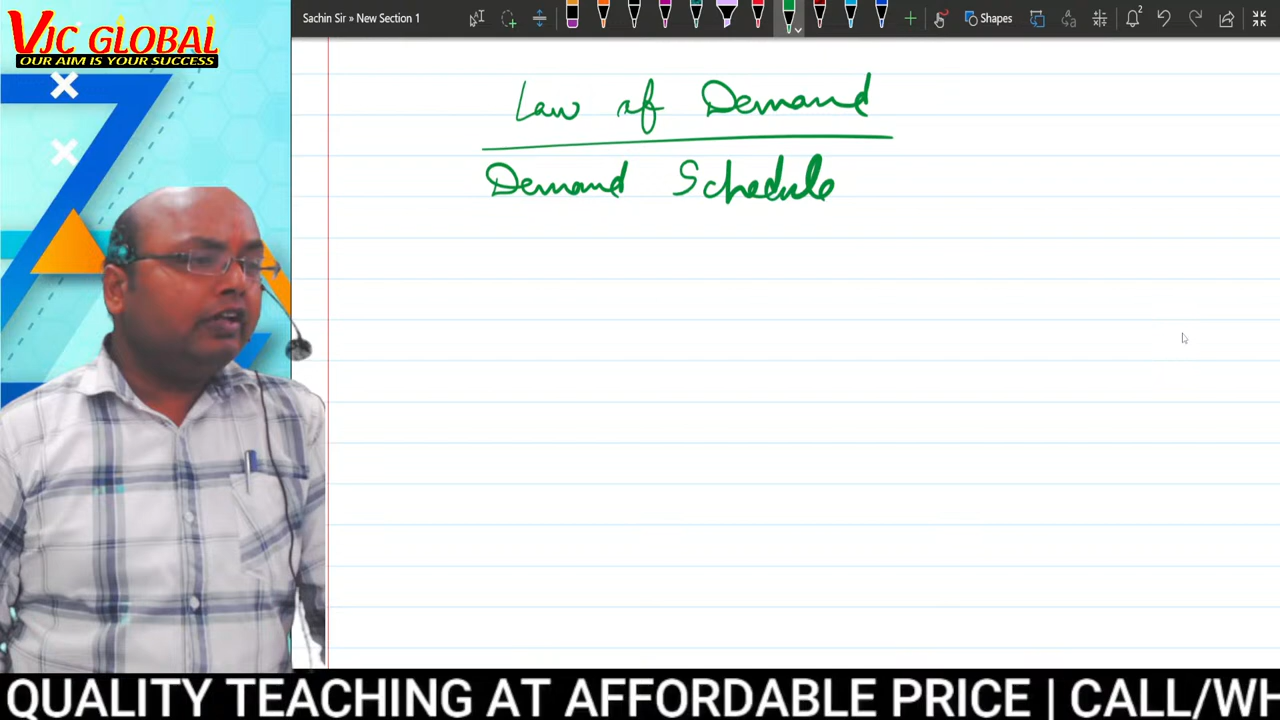 VJC GLOBAL
OUR AIM IS YOUR SUCCESS
Sachin Sir » New Section 1
Shapes
2
Law of Demand
Demand Schedule
QUALITY TEACHING AT AFFORDABLE PRICE | CALL/WH